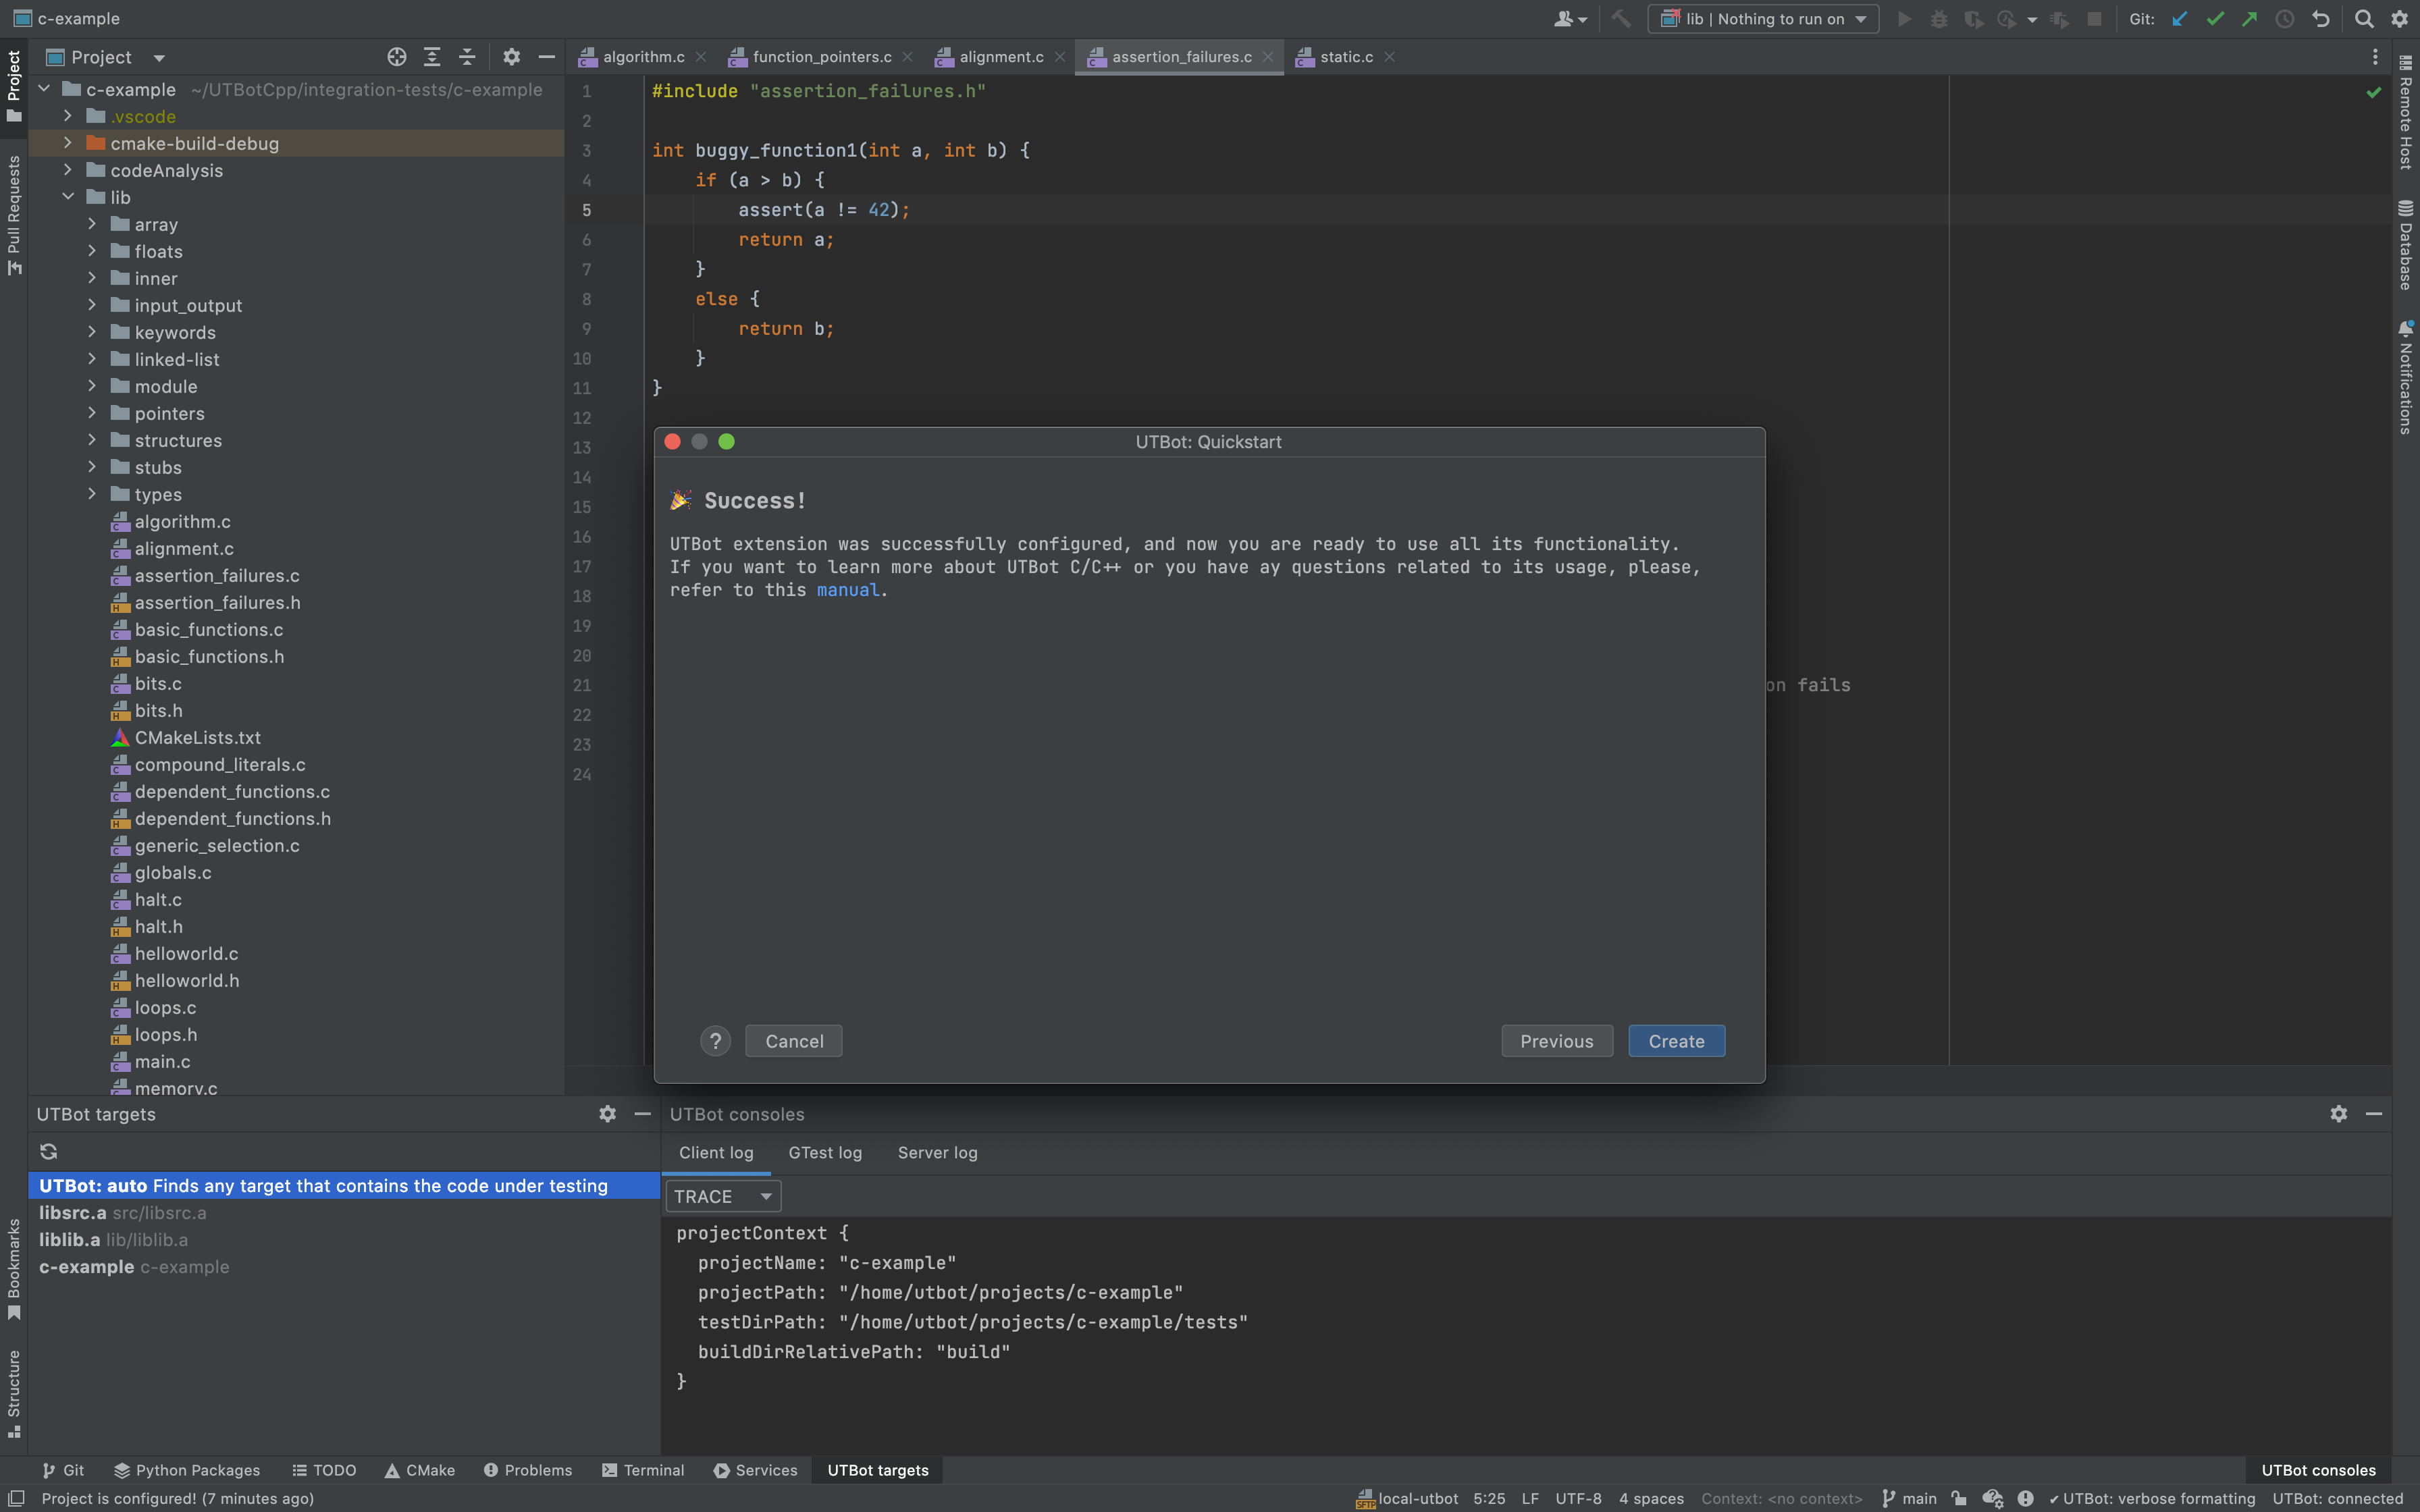 c-example
lib | Nothing to run on
Git:
Project
algorithm.c
function_pointers.c
alignment.c
assertion_failures.c
static.c
Project
Pull Requests
Bookmarks
Structure
Remote Host
Database
Notifications
c-example ~/UTBotCpp/integration-tests/c-example
.vscode
cmake-build-debug
codeAnalysis
lib
array
floats
inner
input_output
keywords
linked-list
module
pointers
structures
stubs
types
algorithm.c
alignment.c
assertion_failures.c
assertion_failures.h
basic_functions.c
basic_functions.h
bits.c
bits.h
CMakeLists.txt
compound_literals.c
dependent_functions.c
dependent_functions.h
generic_selection.c
globals.c
halt.c
halt.h
helloworld.c
helloworld.h
loops.c
loops.h
main.c
memory.c
1 #include "assertion_failures.h"
2
3 int buggy_function1(int a, int b) {
4 if (a > b) {
5 assert(a != 42);
6 return a;
7 }
8 else {
9 return b;
10 }
11 }
12
13
14
15
16
17
18
19
20
21 on fails
22
23
24
UTBot: Quickstart
🎉 Success!
UTBot extension was successfully configured, and now you are ready to use all its functionality.
If you want to learn more about UTBot C/C++ or you have ay questions related to its usage, please,
refer to this manual.
?
Cancel
Previous
Create
UTBot targets
UTBot: auto Finds any target that contains the code under testing
libsrc.a src/libsrc.a
liblib.a lib/liblib.a
c-example c-example
UTBot consoles
Client log
GTest log
Server log
TRACE
projectContext {
projectName: "c-example"
projectPath: "/home/utbot/projects/c-example"
testDirPath: "/home/utbot/projects/c-example/tests"
buildDirRelativePath: "build"
}
Git
Python Packages
TODO
CMake
Problems
Terminal
Services
UTBot targets
UTBot consoles
Project is configured! (7 minutes ago)
SFTP local-utbot
5:25
LF
UTF-8
4 spaces
Context: <no context>
main
✔ UTBot: verbose formatting
UTBot: connected